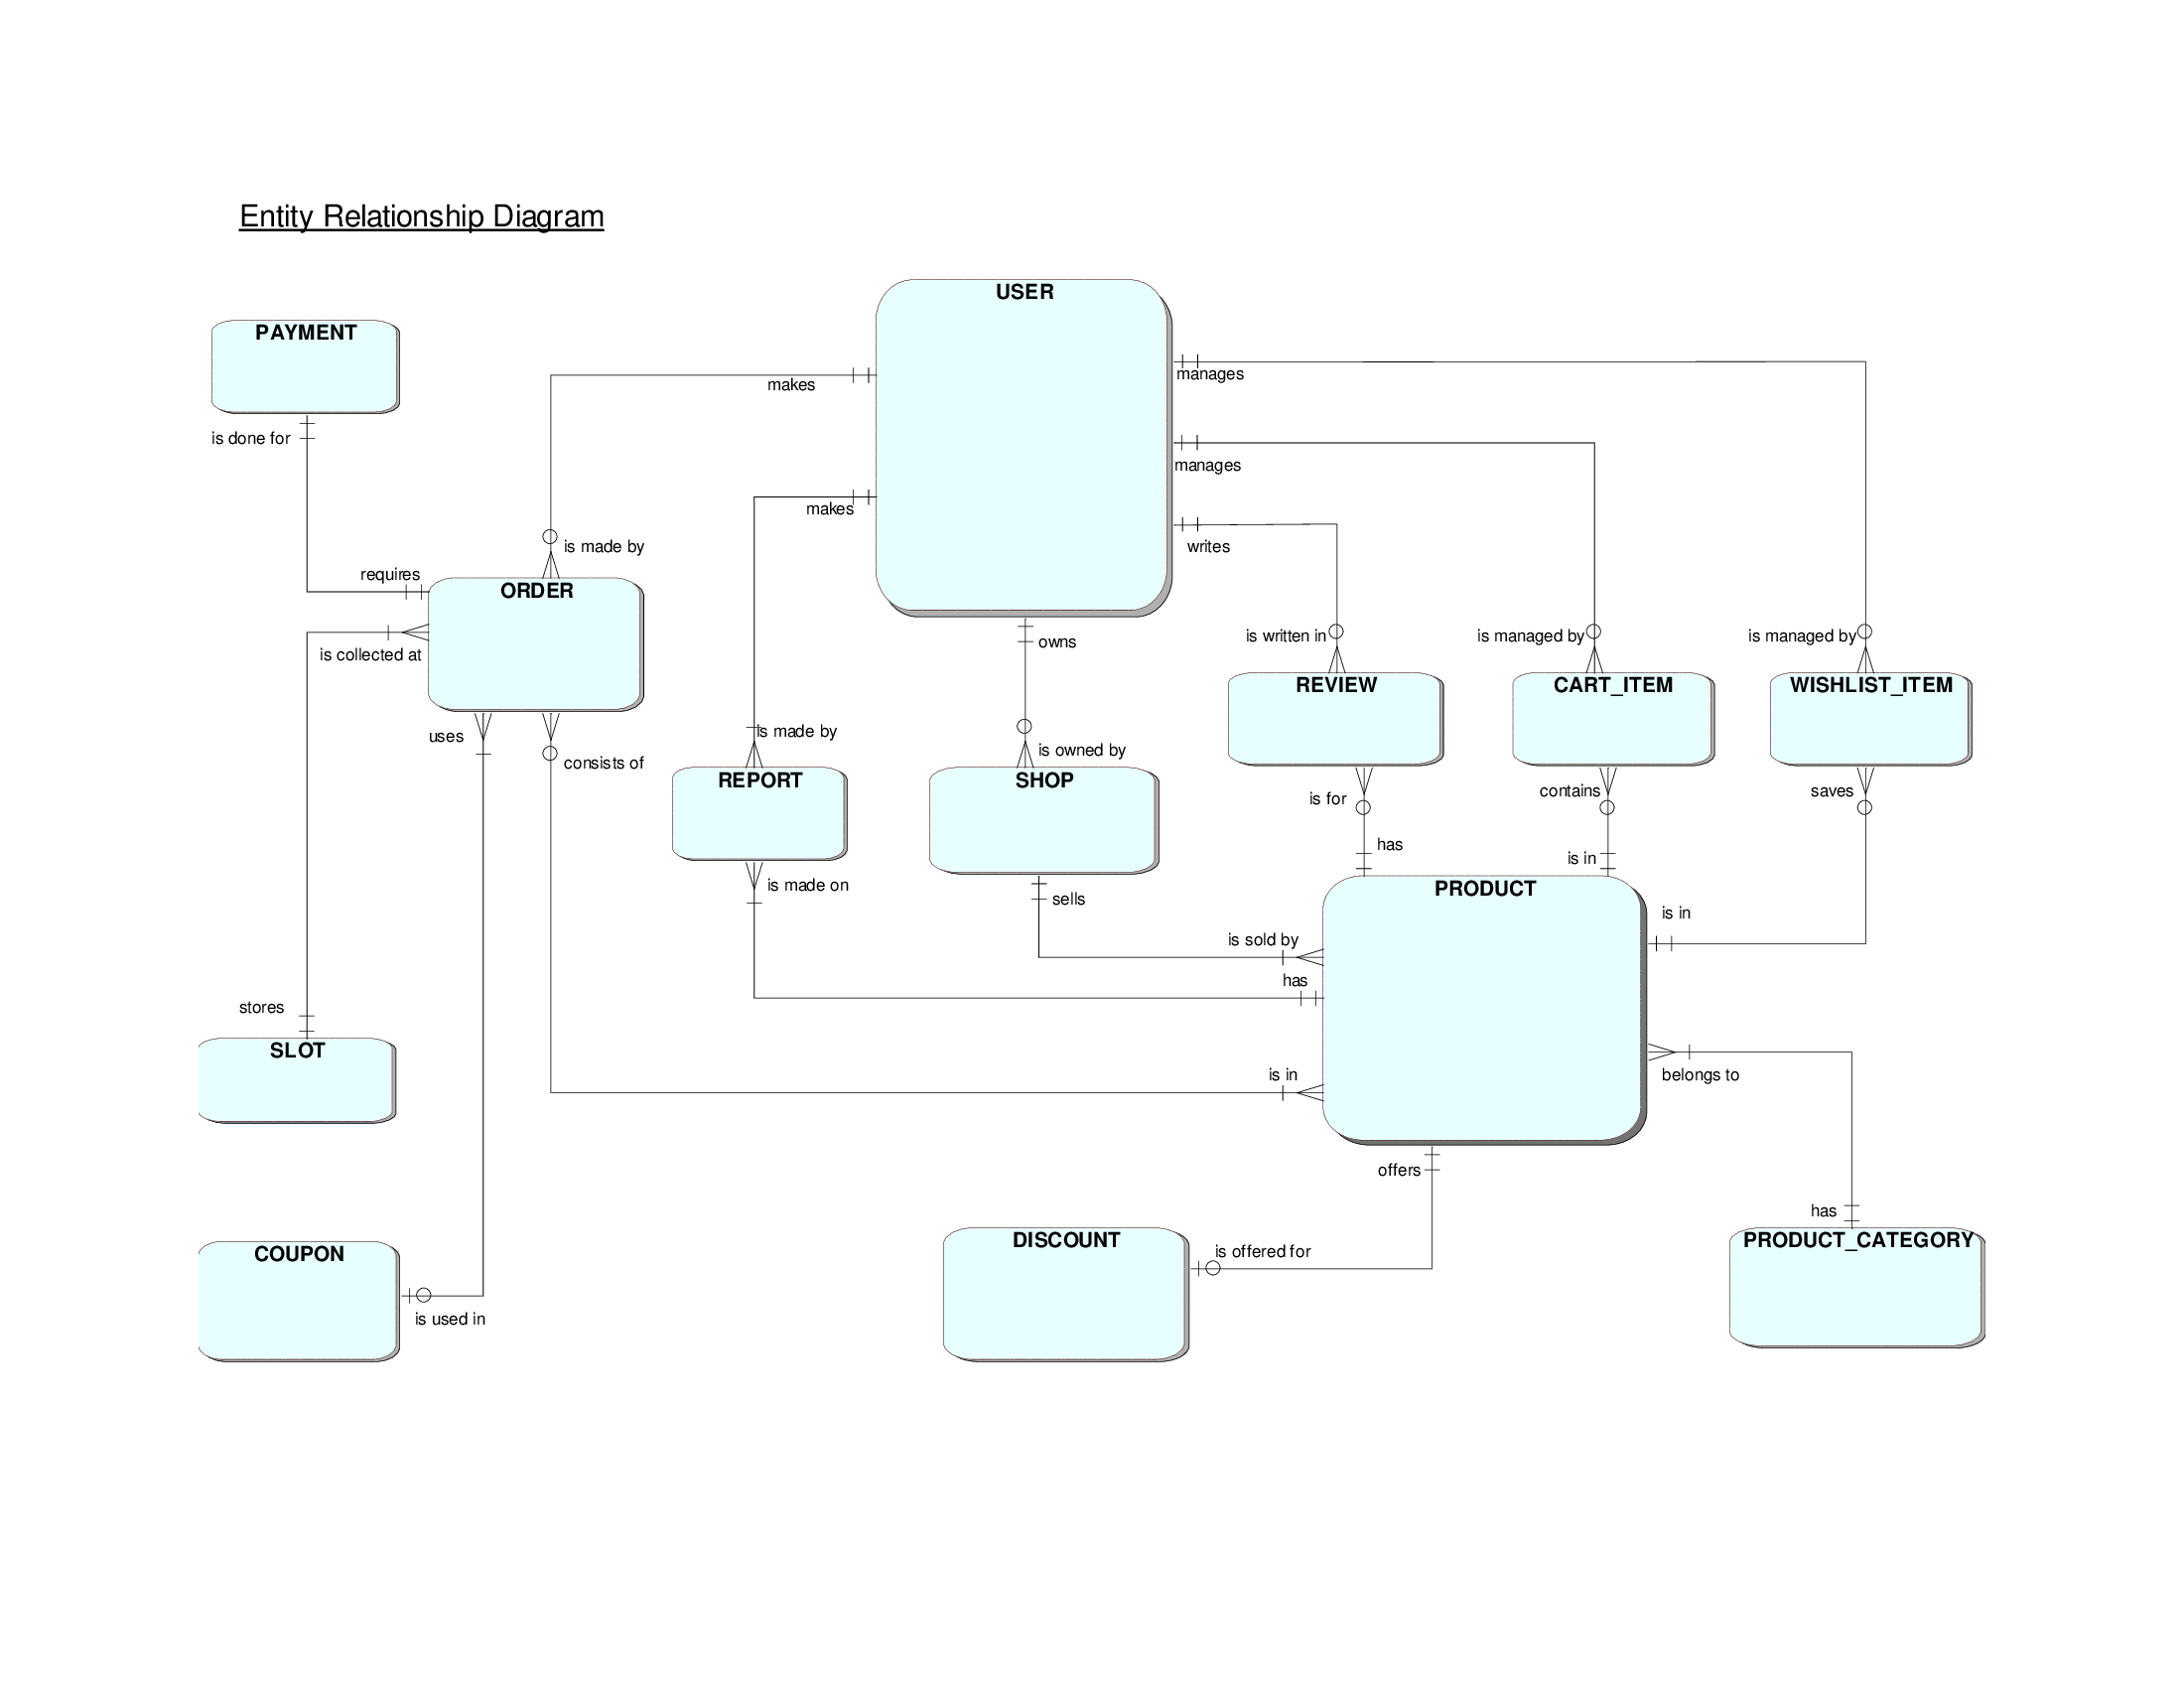 Entity Relationship Diagram
USER
PAYMENT
manages
makes
is done for
manages
makes
writes
is made by
requires
ORDER
is written in
is managed by
is managed by
owns
is collected at
REVIEW
CART_ITEM
WISHLIST_ITEM
uses
is made by
is owned by
consists of
REPORT
SHOP
is for
contains
saves
has
is in
is made on
PRODUCT
sells
is in
is sold by
has
stores
SLOT
is in
belongs to
offers
has
COUPON
DISCOUNT
is offered for
PRODUCT_CATEGORY
is used in